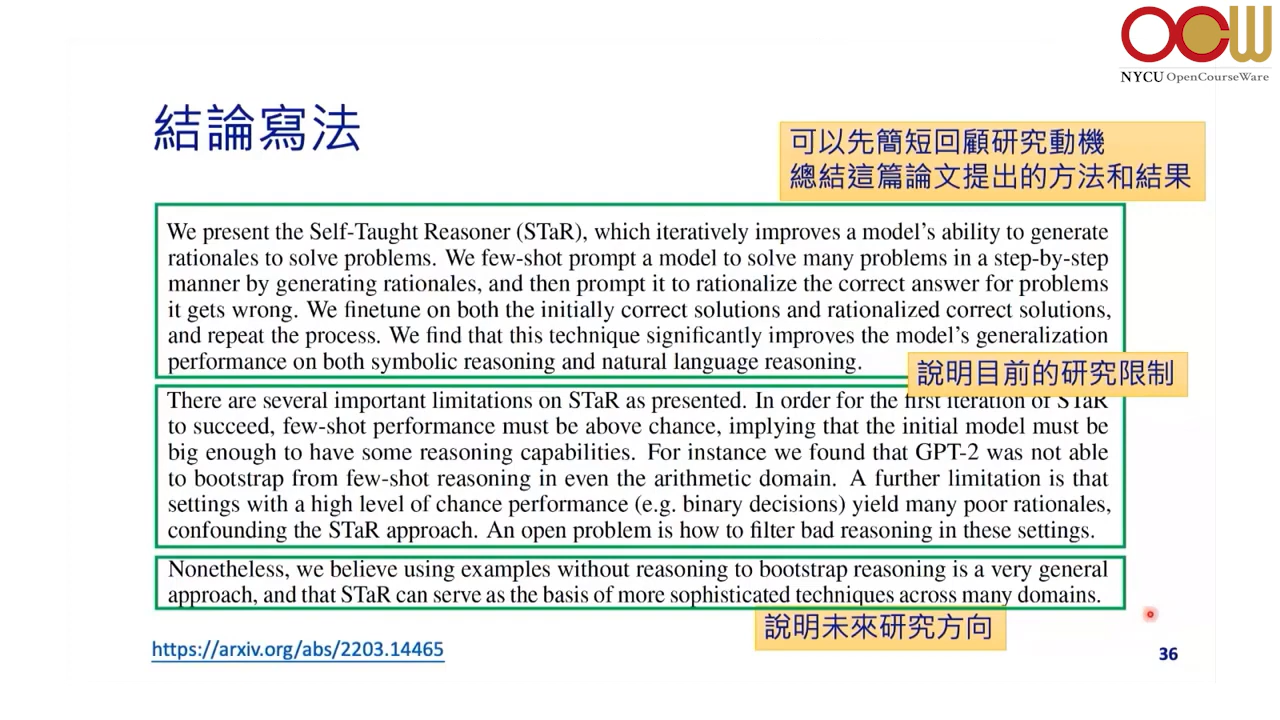 OCW
NYCU OpenCourseWare
結論寫法
可以先簡短回顧研究動機
總結這篇論文提出的方法和結果
We present the Self-Taught Reasoner (STaR), which iteratively improves a model's ability to generate
rationales to solve problems. We few-shot prompt a model to solve many problems in a step-by-step
manner by generating rationales, and then prompt it to rationalize the correct answer for problems
it gets wrong. We finetune on both the initially correct solutions and rationalized correct solutions,
and repeat the process. We find that this technique significantly improves the model's generalization
performance on both symbolic reasoning and natural language reasoning.
說明目前的研究限制
There are several important limitations on STaR as presented. In order for the first iteration of STaR
to succeed, few-shot performance must be above chance, implying that the initial model must be
big enough to have some reasoning capabilities. For instance we found that GPT-2 was not able
to bootstrap from few-shot reasoning in even the arithmetic domain. A further limitation is that
settings with a high level of chance performance (e.g. binary decisions) yield many poor rationales,
confounding the STaR approach. An open problem is how to filter bad reasoning in these settings.
Nonetheless, we believe using examples without reasoning to bootstrap reasoning is a very general
approach, and that STaR can serve as the basis of more sophisticated techniques across many domains.
說明未來研究方向
https://arxiv.org/abs/2203.14465
36